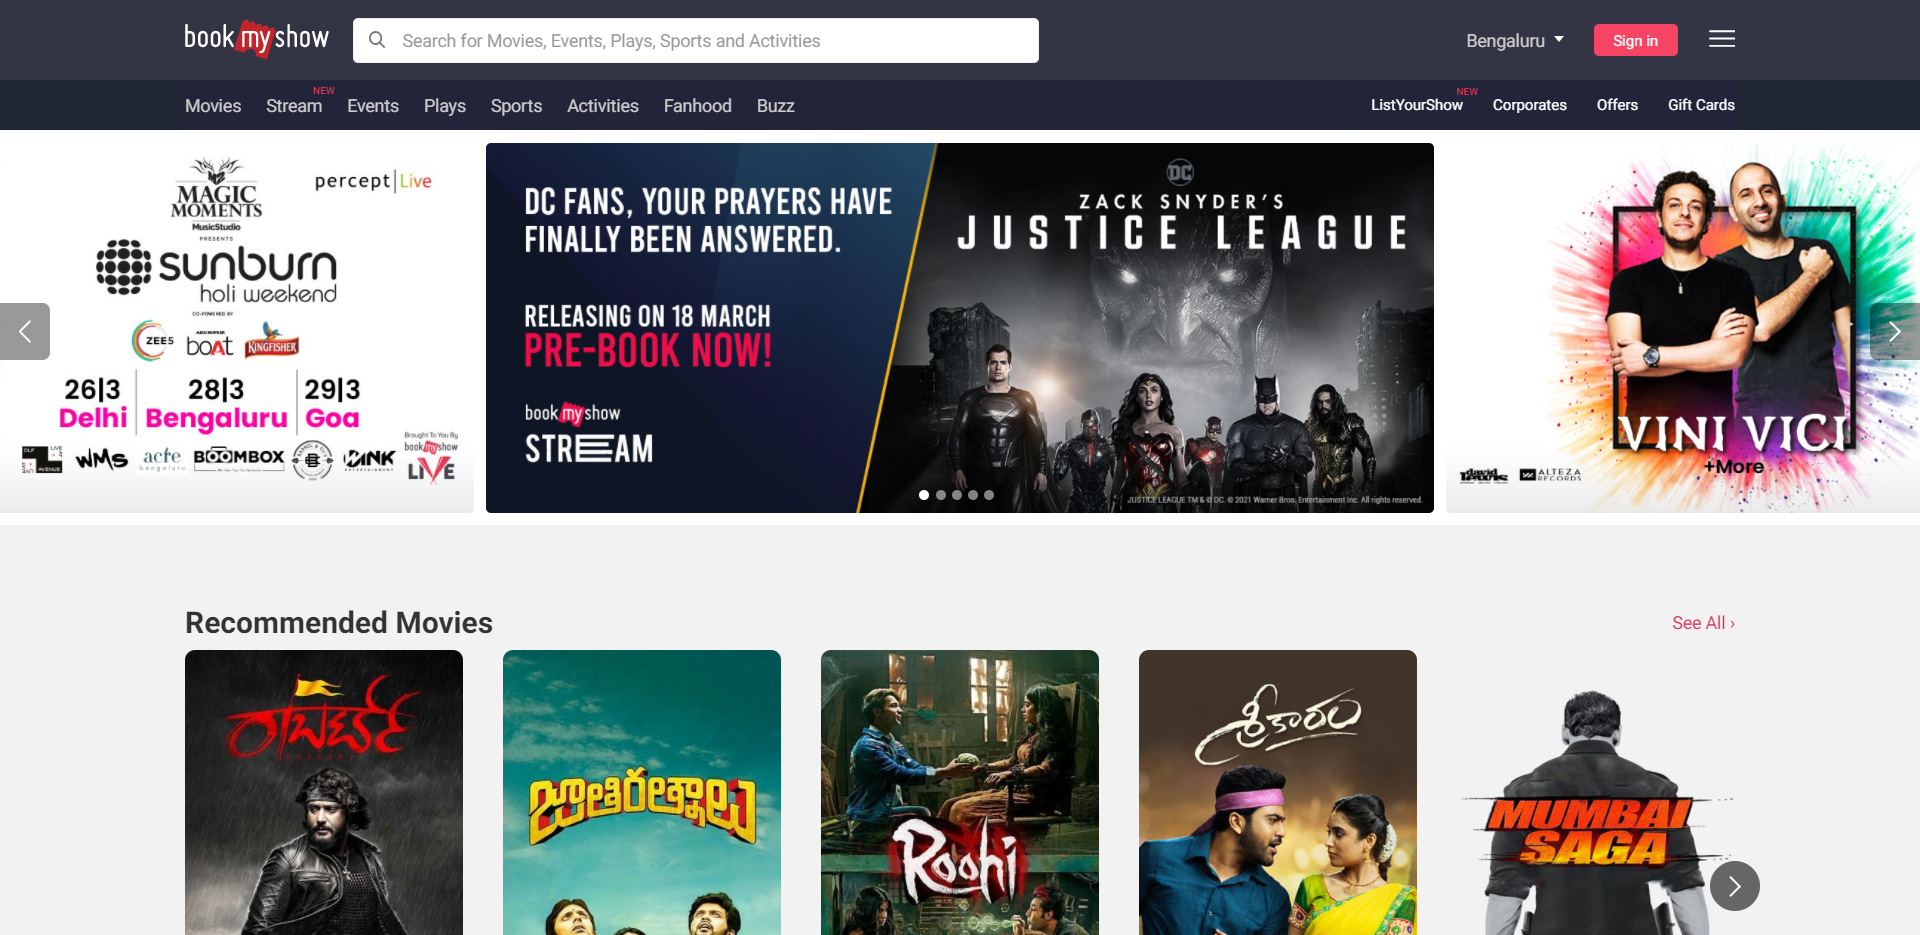 book my show
Search for Movies, Events, Plays, Sports and Activities
Bengaluru
Sign in
Movies
Stream
NEW
Events
Plays
Sports
Activities
Fanhood
Buzz
ListYourShow
NEW
Corporates
Offers
Gift Cards
MAGIC
MOMENTS
MusicStudio
PRESENTS
percept|Live
sunburn
holi weekend
CO-POWERED BY
ZEE5
boAt
KINGFISHER
26|3
Delhi
28|3
Bengaluru
29|3
Goa
WMS
BOOMBOX
Brought To You By
book my show
LIVE
DC FANS, YOUR PRAYERS HAVE
FINALLY BEEN ANSWERED.
RELEASING ON 18 MARCH
PRE-BOOK NOW!
book my show
STREAM
DC
ZACK SNYDER'S
JUSTICE LEAGUE
JUSTICE LEAGUE TM & © DC. © 2021 Warner Bros. Entertainment Inc. All rights reserved.
VINI VICI
+More
ALTEZA
RECORDS
Recommended Movies
See All ›
ರಾಬರ್ಟ್
జాతిరత్నాలు
Roohi
శ్రీకారం
MUMBAI
SAGA